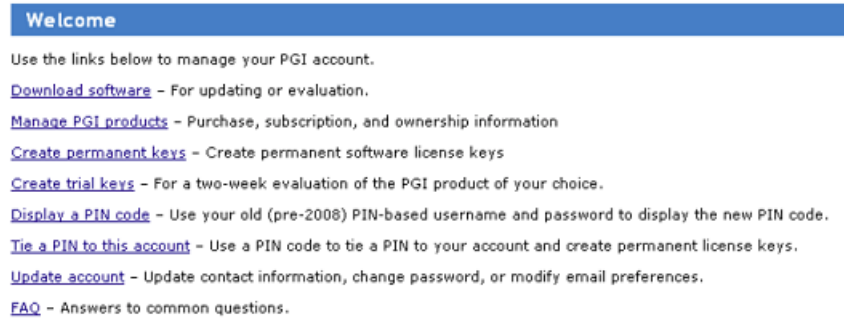 Welcome
Use the links below to manage your PGI account.
Download software – For updating or evaluation.
Manage PGI products – Purchase, subscription, and ownership information
Create permanent keys – Create permanent software license keys
Create trial keys – For a two-week evaluation of the PGI product of your choice.
Display a PIN code – Use your old (pre-2008) PIN-based username and password to display the new PIN code.
Tie a PIN to this account – Use a PIN code to tie a PIN to your account and create permanent license keys.
Update account – Update contact information, change password, or modify email preferences.
FAQ – Answers to common questions.